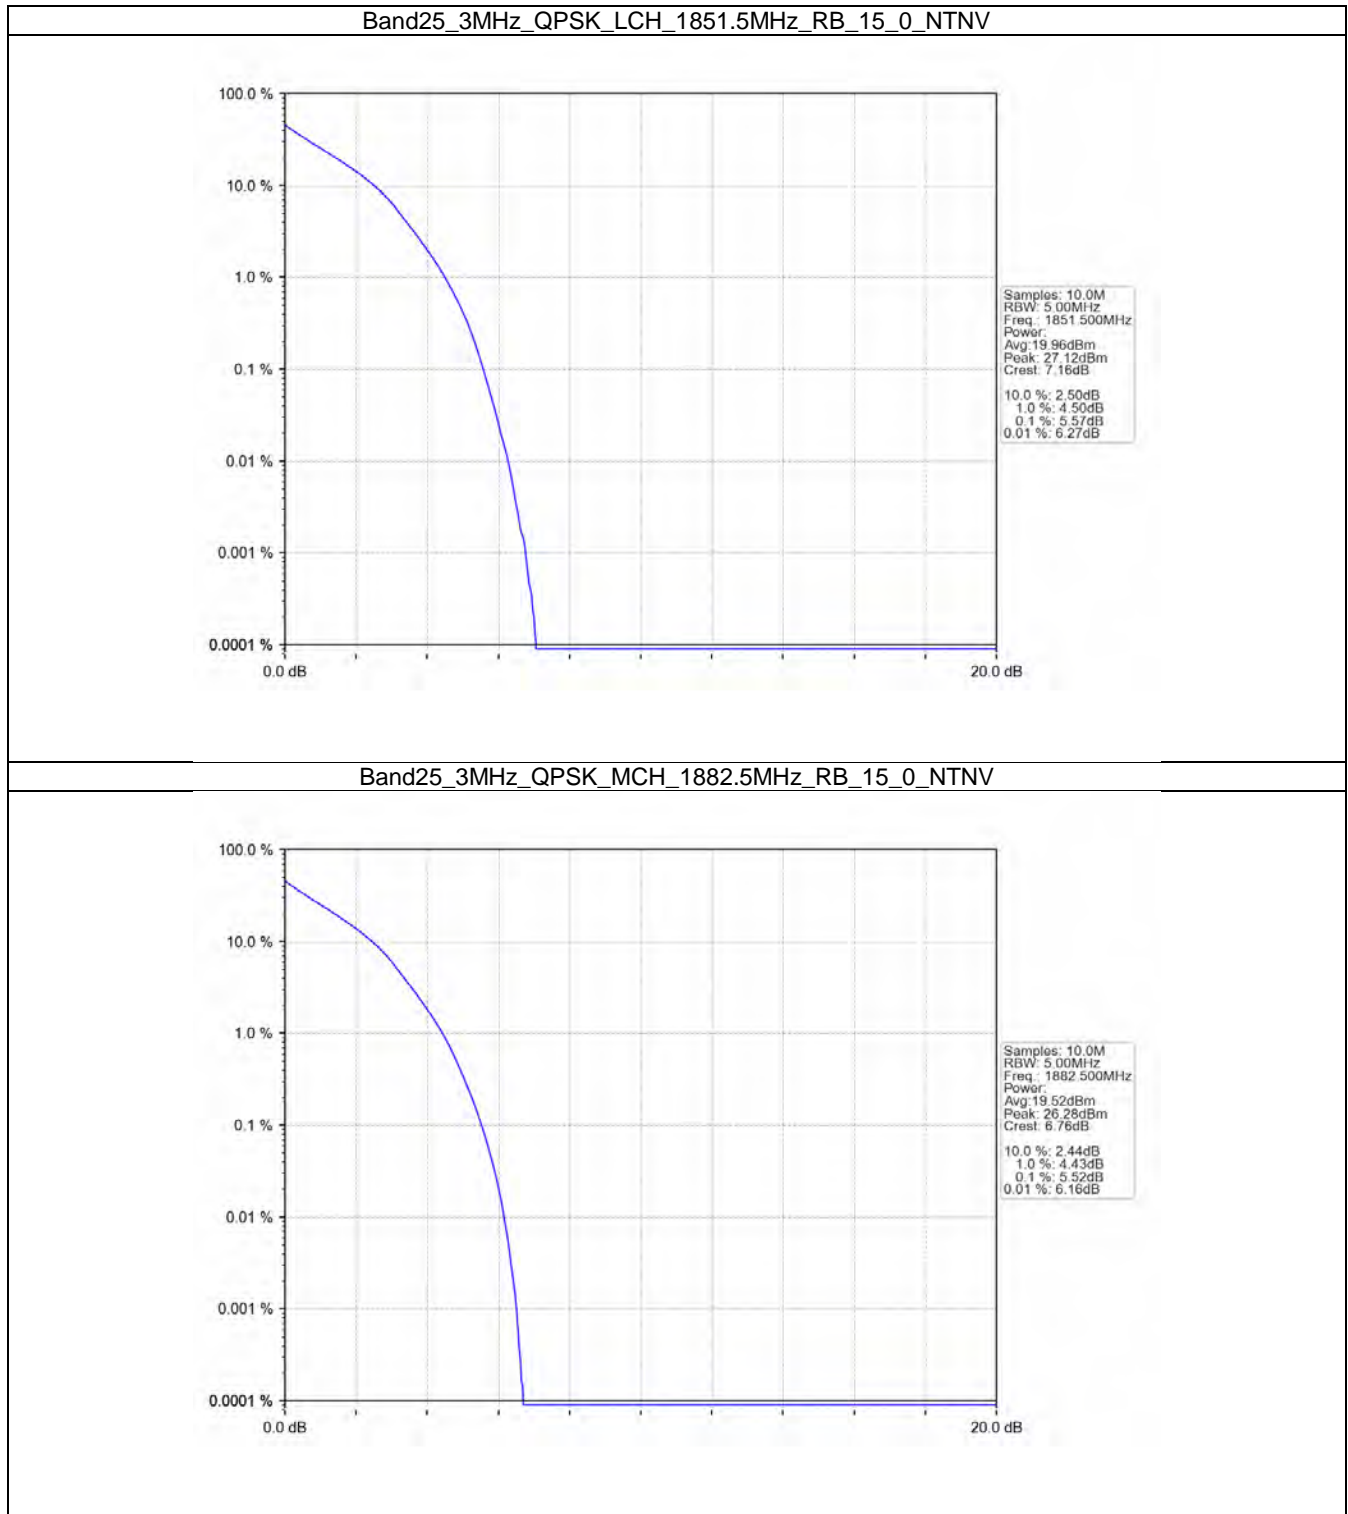 Band25_3MHz_QPSK_LCH_1851.5MHz_RB_15_0_NTNV
100.0 %
10.0 %
1.0 %
0.1 %
0.01 %
0.001 %
0.0001 %
0.0 dB
20.0 dB
Samples: 10.0M
RBW: 5.00MHz
Freq.: 1851.500MHz
Power:
Avg:19.96dBm
Peak: 27.12dBm
Crest: 7.16dB
10.0 %: 2.50dB
1.0 %: 4.50dB
0.1 %: 5.57dB
0.01 %: 6.27dB
Band25_3MHz_QPSK_MCH_1882.5MHz_RB_15_0_NTNV
100.0 %
10.0 %
1.0 %
0.1 %
0.01 %
0.001 %
0.0001 %
0.0 dB
20.0 dB
Samples: 10.0M
RBW: 5.00MHz
Freq.: 1882.500MHz
Power:
Avg:19.52dBm
Peak: 26.28dBm
Crest: 6.76dB
10.0 %: 2.44dB
1.0 %: 4.43dB
0.1 %: 5.52dB
0.01 %: 6.16dB